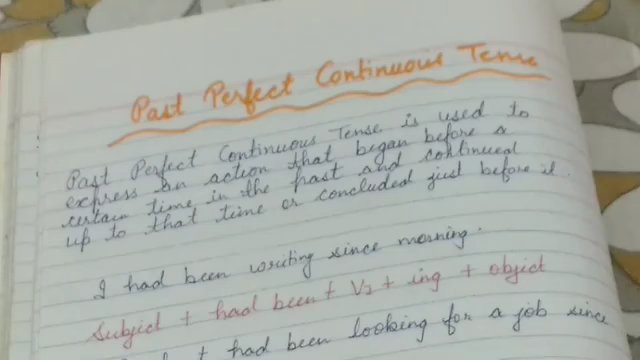 Past Perfect Continuous Tense
Past Perfect Continuous Tense is used to
express an action that began before a
certain time in the past and continued
up to that time or concluded just before it.
I had been writing since morning.
Subject + had been + V1 + ing + object
had been looking for a job since